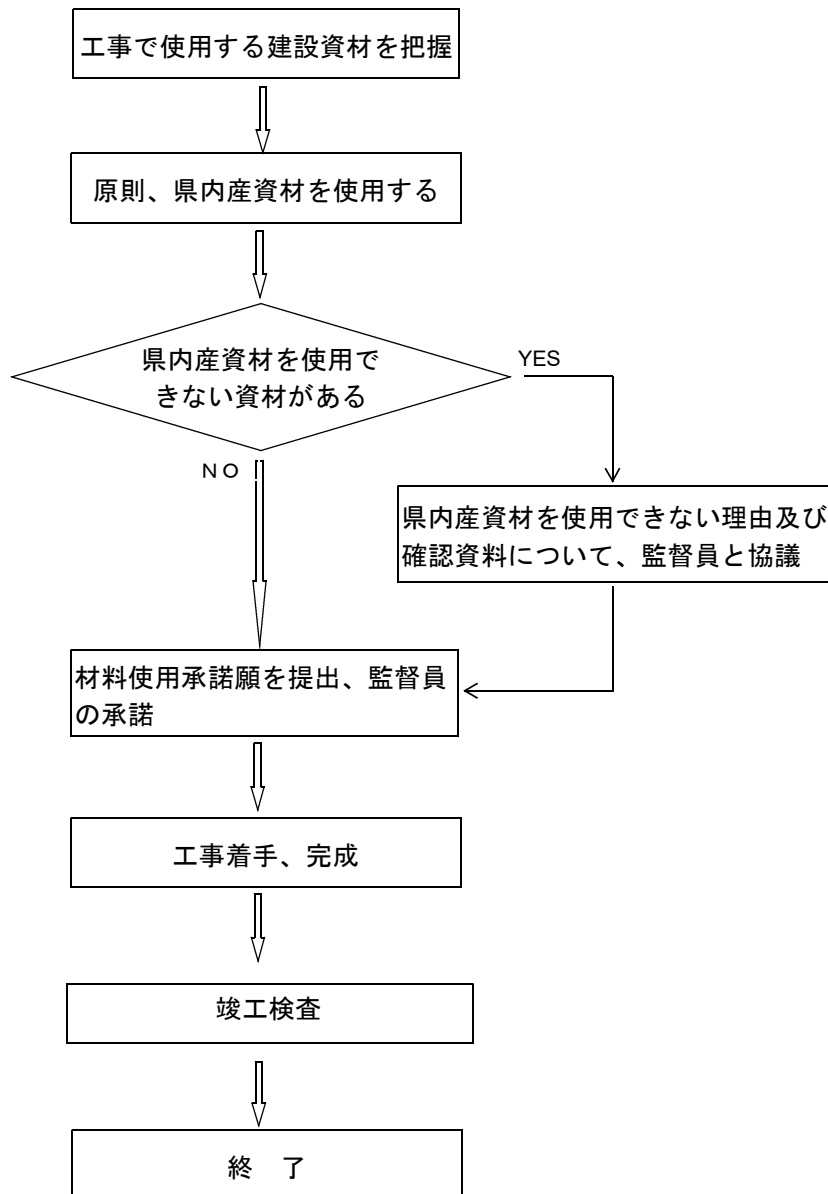 工事で使用する建設資材を把握
原則、県内産資材を使用する
県内産資材を使用で
きない資材がある
YES
NO
県内産資材を使用できない理由及び
確認資料について、監督員と協議
材料使用承諾願を提出、監督員
の承諾
工事着手、完成
竣工検査
終　了